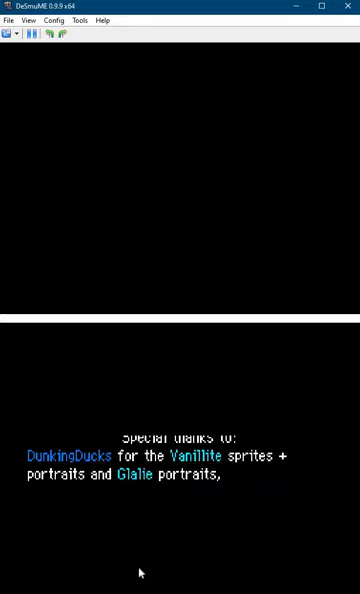 DeSmuME 0.9.9 x64
File View Config Tools Help
Special thanks to:
DunkingDucks for the Vanillite sprites +
portraits and Glalie portraits,